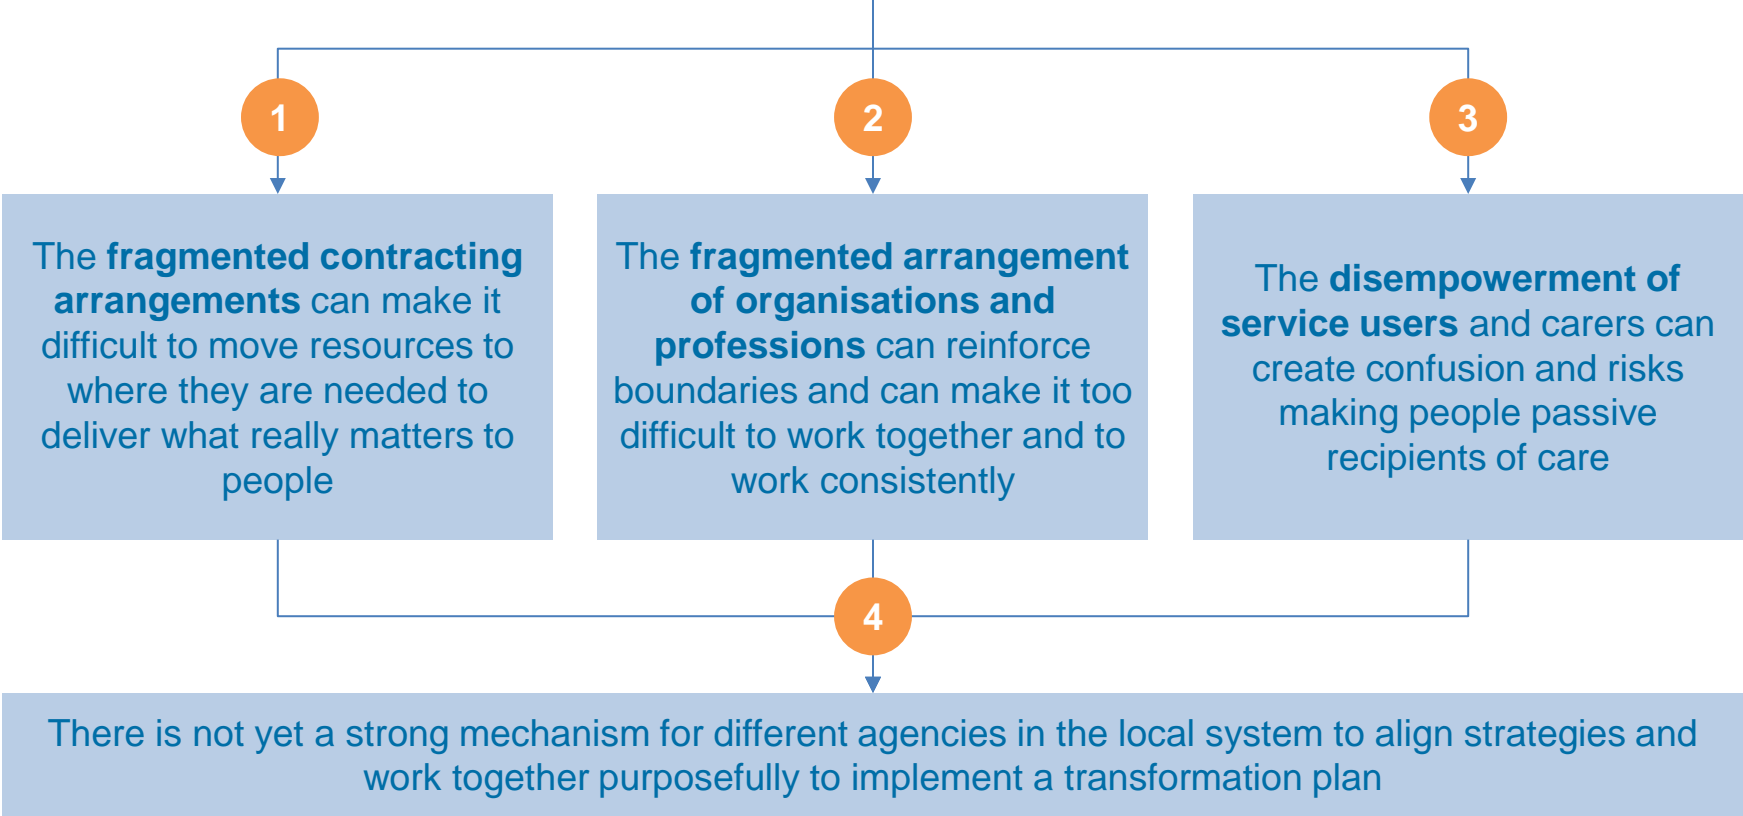 1
2
3
The fragmented contracting
arrangements can make it
difficult to move resources to
where they are needed to
deliver what really matters to
people
The fragmented arrangement
of organisations and
professions can reinforce
boundaries and can make it too
difficult to work together and to
work consistently
The disempowerment of
service users and carers can
create confusion and risks
making people passive
recipients of care
4
There is not yet a strong mechanism for different agencies in the local system to align strategies and
work together purposefully to implement a transformation plan